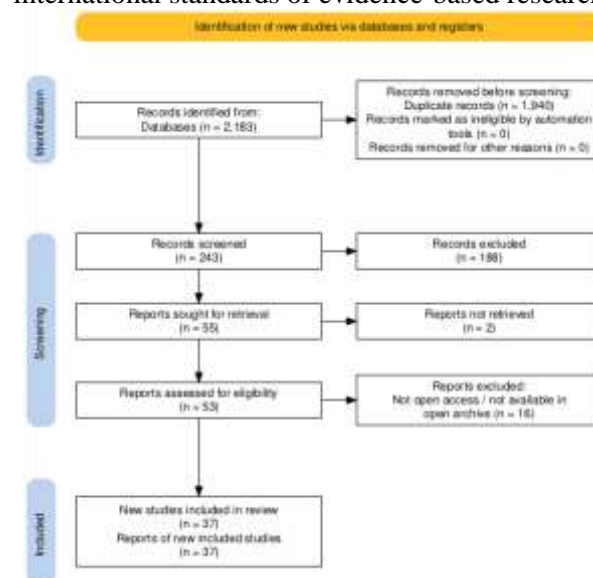 international standards of evidence-based research
Identification of new studies via databases and registers
Identification
Records identified from:
Databases (n = 2,183)
Records removed before screening:
Duplicate records (n = 1,940)
Records marked as ineligible by automation
tools (n = 0)
Records removed for other reasons (n = 0)
Screening
Records screened
(n = 243)
Records excluded
(n = 188)
Reports sought for retrieval
(n = 55)
Reports not retrieved
(n = 2)
Reports assessed for eligibility
(n = 53)
Reports excluded:
Not open access / not available in
open archive (n = 16)
Included
New studies included in review
(n = 37)
Reports of new included studies
(n = 37)